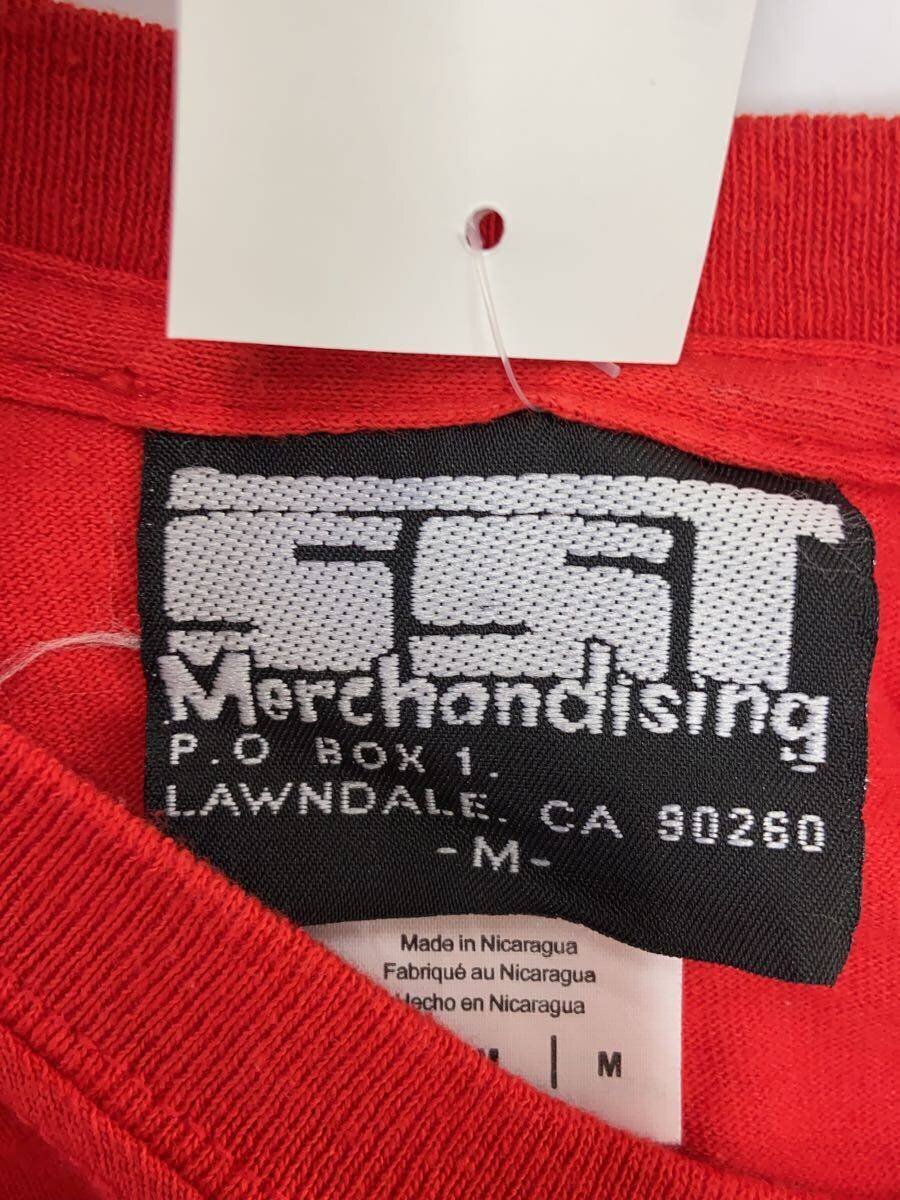 SST
Merchandising
P.O BOX 1.
LAWNDALE. CA 90260
-M-
Made in Nicaragua
Fabriqué au Nicaragua
Hecho en Nicaragua
| M